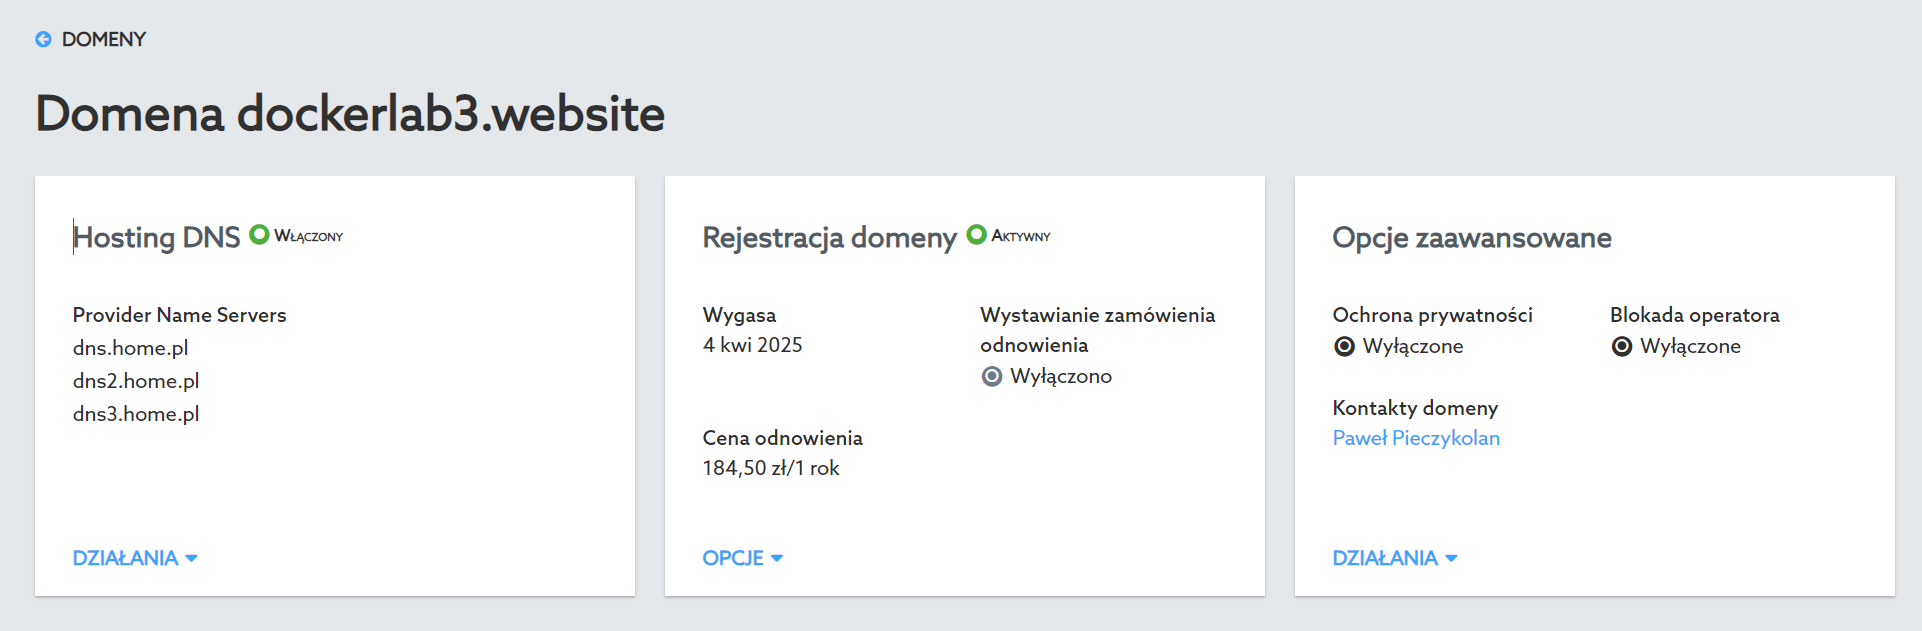 DOMENY
Domena dockerlab3.website
Hosting DNS Włączony
Provider Name Servers
dns.home.pl
dns2.home.pl
dns3.home.pl
DZIAŁANIA
Rejestracja domeny Aktywny
Wygasa
4 kwi 2025
Wystawianie zamówienia
odnowienia
Wyłączono
Cena odnowienia
184,50 zł/1 rok
OPCJE
Opcje zaawansowane
Ochrona prywatności
Wyłączone
Blokada operatora
Wyłączone
Kontakty domeny
Paweł Pieczykolan
DZIAŁANIA